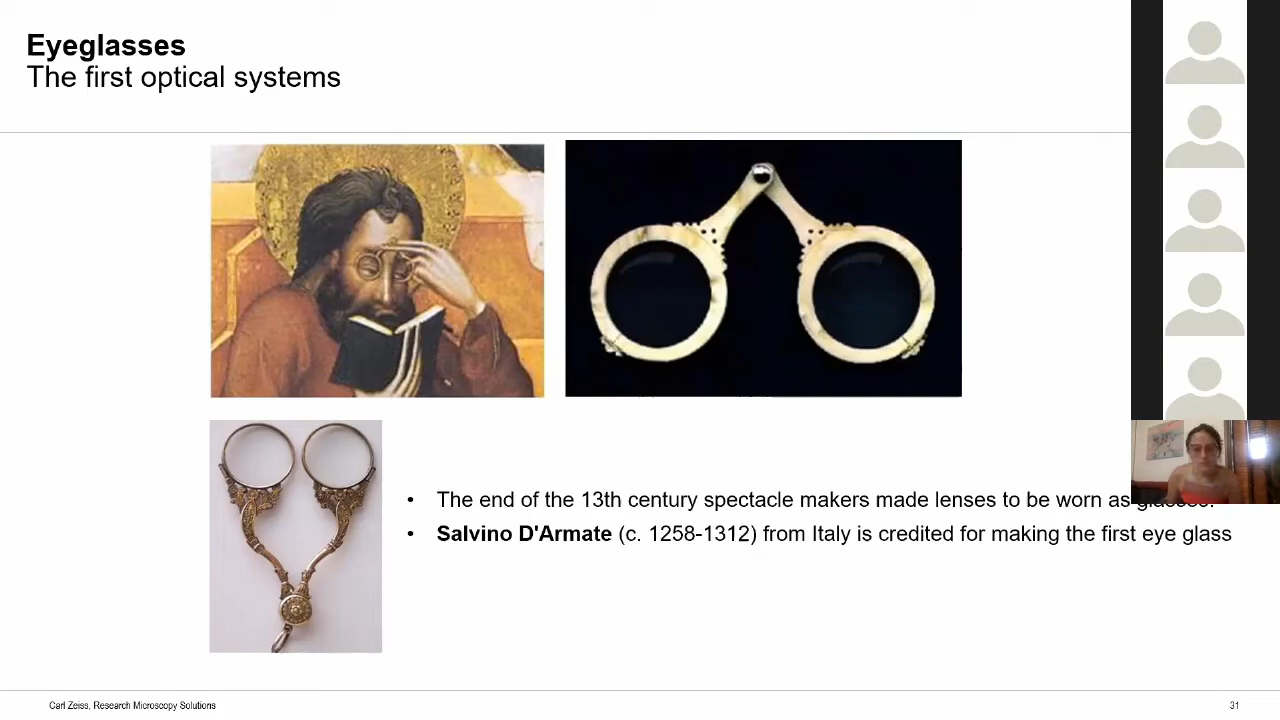 Eyeglasses
The first optical systems
• The end of the 13th century spectacle makers made lenses to be worn as glasses.
• Salvino D'Armate (c. 1258-1312) from Italy is credited for making the first eye glass
Carl Zeiss, Research Microscopy Solutions
31